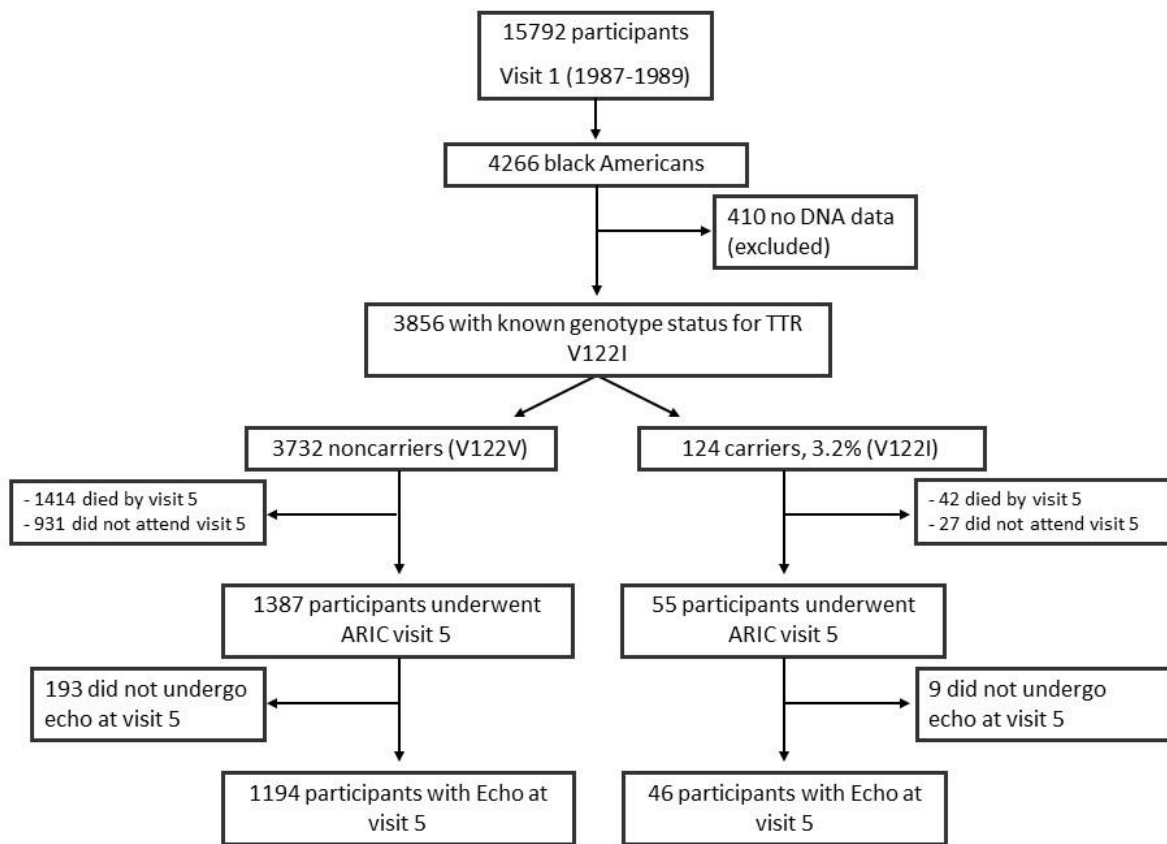 15792 participants
Visit 1 (1987-1989)
4266 black Americans
410 no DNA data
(excluded)
3856 with known genotype status for TTR
V122I
3732 noncarriers (V122V)
124 carriers, 3.2% (V122I)
- 1414 died by visit 5
- 931 did not attend visit 5
- 42 died by visit 5
- 27 did not attend visit 5
1387 participants underwent
ARIC visit 5
55 participants underwent
ARIC visit 5
193 did not undergo
echo at visit 5
9 did not undergo
echo at visit 5
1194 participants with Echo at
visit 5
46 participants with Echo at
visit 5